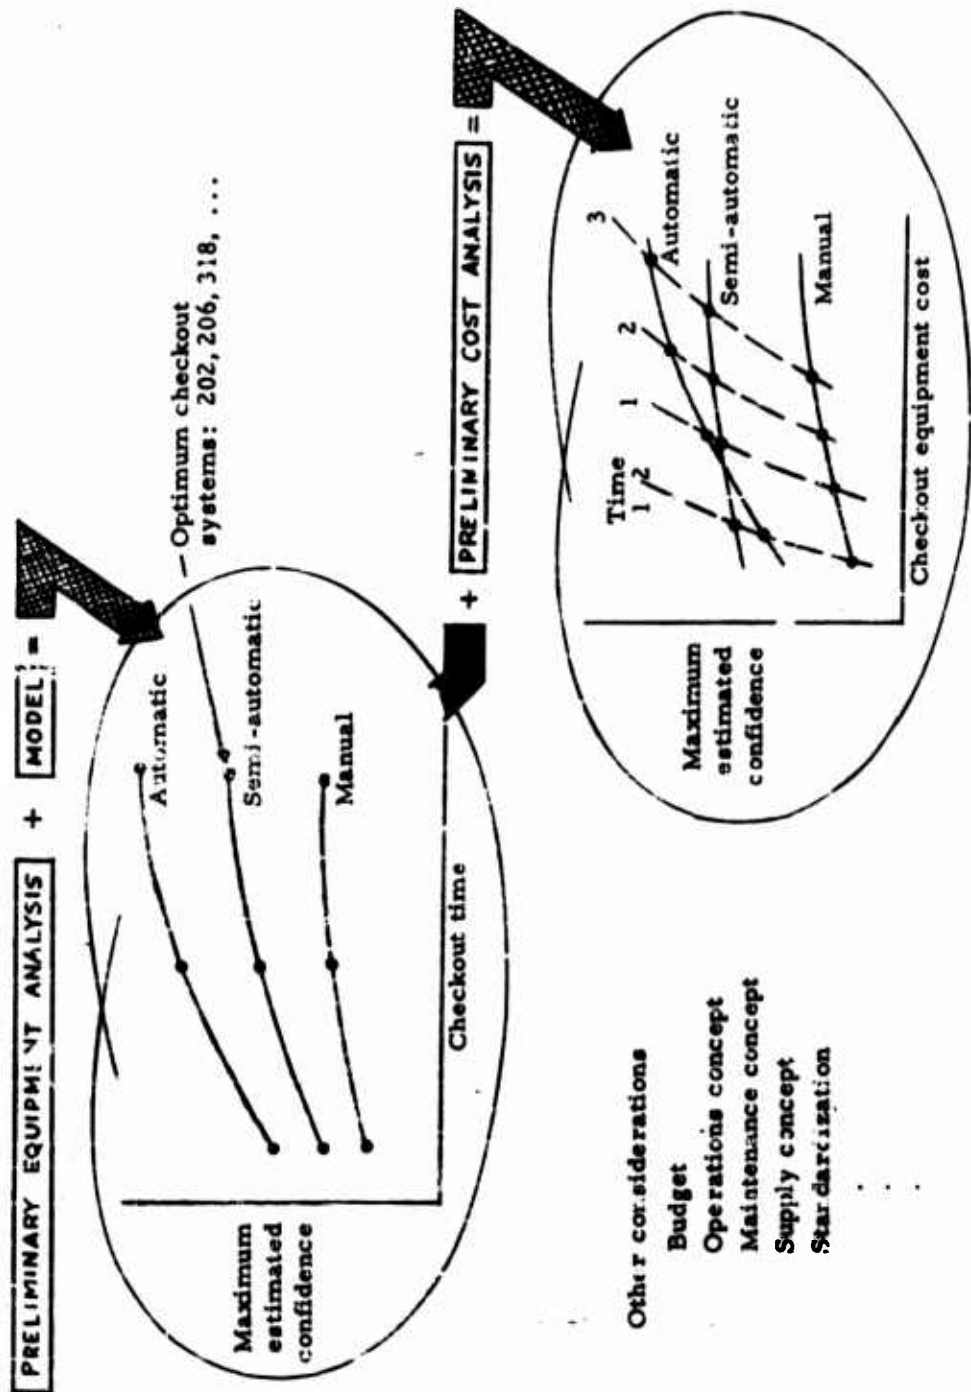 PRELIMINARY EQUIPMENT ANALYSIS + MODEL =
Optimum checkout
systems: 202, 206, 318, ...
Automatic
Semi-automatic
Manual
Maximum
estimated
confidence
Checkout time
+ PRELIMINARY COST ANALYSIS =
Time
1 2
1
2
3
Automatic
Semi-automatic
Manual
Maximum
estimated
confidence
Checkout equipment cost
Other considerations
Budget
Operations concept
Maintenance concept
Supply concept
Standardization
.
.
.